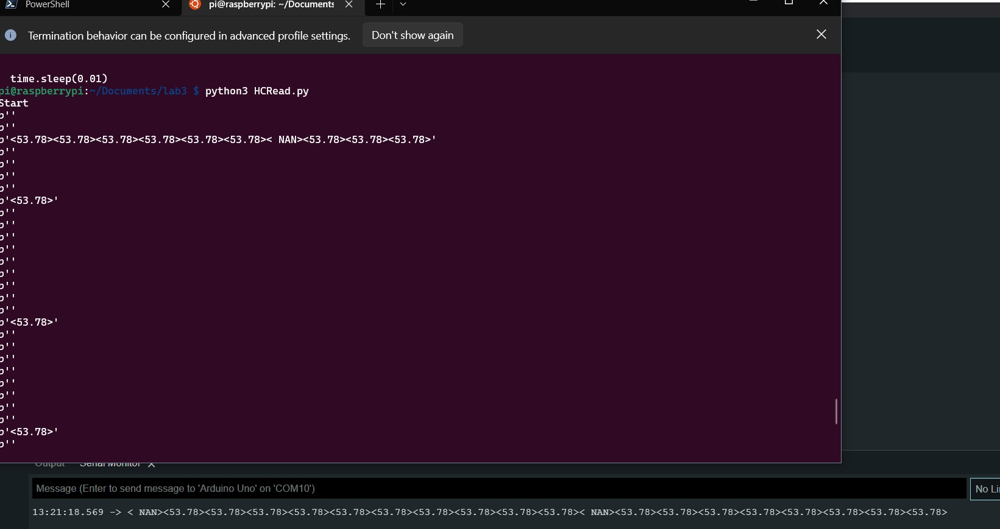 PowerShell
pi@raspberrypi: ~/Documents
Termination behavior can be configured in advanced profile settings.
Don't show again
time.sleep(0.01)
pi@raspberrypi:~/Documents/lab3 $ python3 HCRead.py
Start
b''
b''
b'<53.78><53.78><53.78><53.78><53.78><53.78>< NAN><53.78><53.78><53.78>'
b''
b''
b''
b''
b'<53.78>'
b''
b''
b''
b''
b''
b''
b''
b''
b''
b'<53.78>'
b''
b''
b''
b''
b''
b''
b''
b''
b'<53.78>'
b''
Output Serial Monitor
Message (Enter to send message to 'Arduino Uno' on 'COM10')
No Li
13:21:18.569 -> < NAN><53.78><53.78><53.78><53.78><53.78><53.78><53.78><53.78><53.78><53.78>< NAN><53.78><53.78><53.78><53.78><53.78><53.78><53.78><53.78>